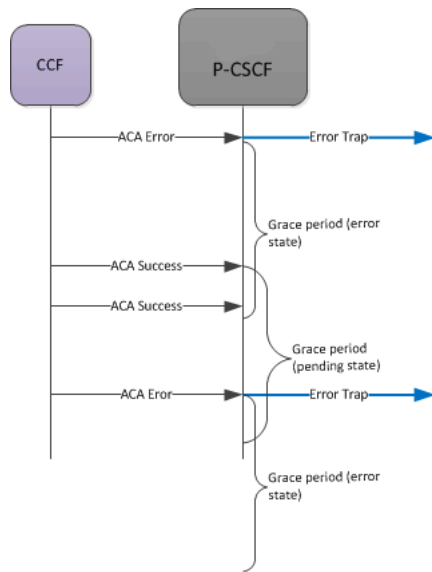 CCF
P-CSCF
ACA Error
Error Trap
Grace period (error
state)
ACA Success
ACA Success
Grace period
(pending state)
ACA Eror
Error Trap
Grace period (error
state)